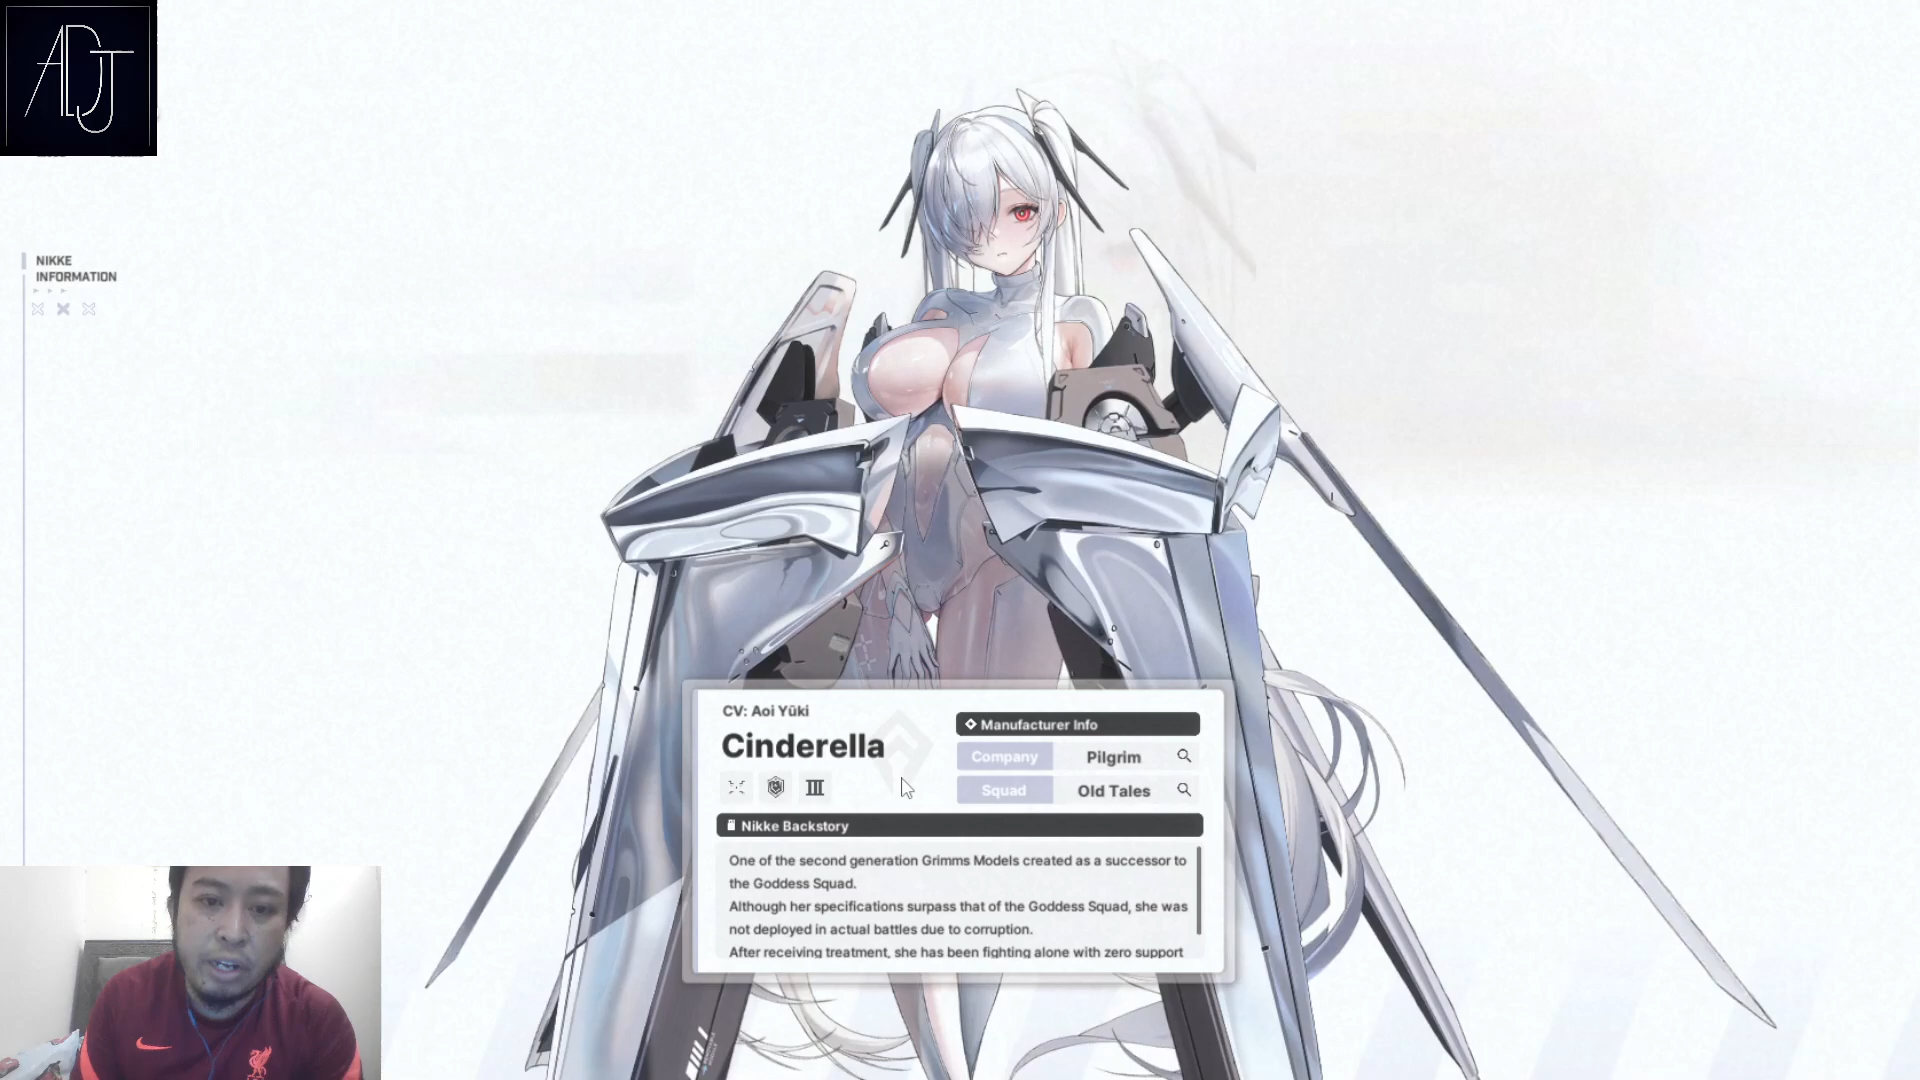 ADJT
NIKKE
INFORMATION
CV: Aoi Yūki
Cinderella
III
Manufacturer Info
Company Pilgrim
Squad Old Tales
Nikke Backstory
One of the second generation Grimms Models created as a successor to
the Goddess Squad.
Although her specifications surpass that of the Goddess Squad, she was
not deployed in actual battles due to corruption.
After receiving treatment, she has been fighting alone with zero support